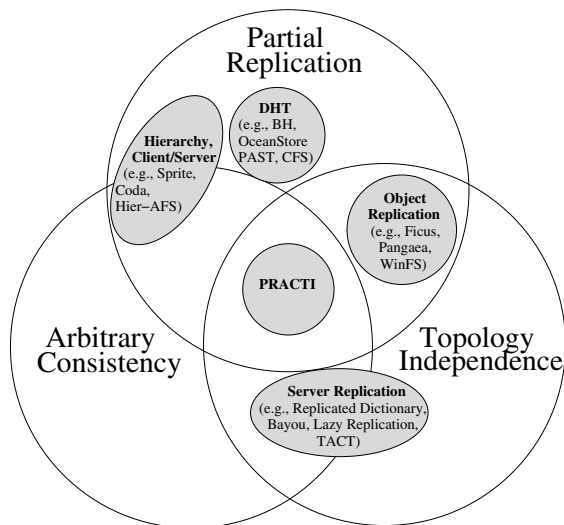 Partial
Replication
DHT
(e.g., BH,
OceanStore
PAST, CFS)
Hierarchy,
Client/Server
(e.g., Sprite,
Coda,
Hier−AFS)
Object
Replication
(e.g., Ficus,
Pangaea,
WinFS)
PRACTI
Arbitrary
Consistency
Topology
Independence
Server Replication
(e.g., Replicated Dictionary,
Bayou, Lazy Replication,
TACT)